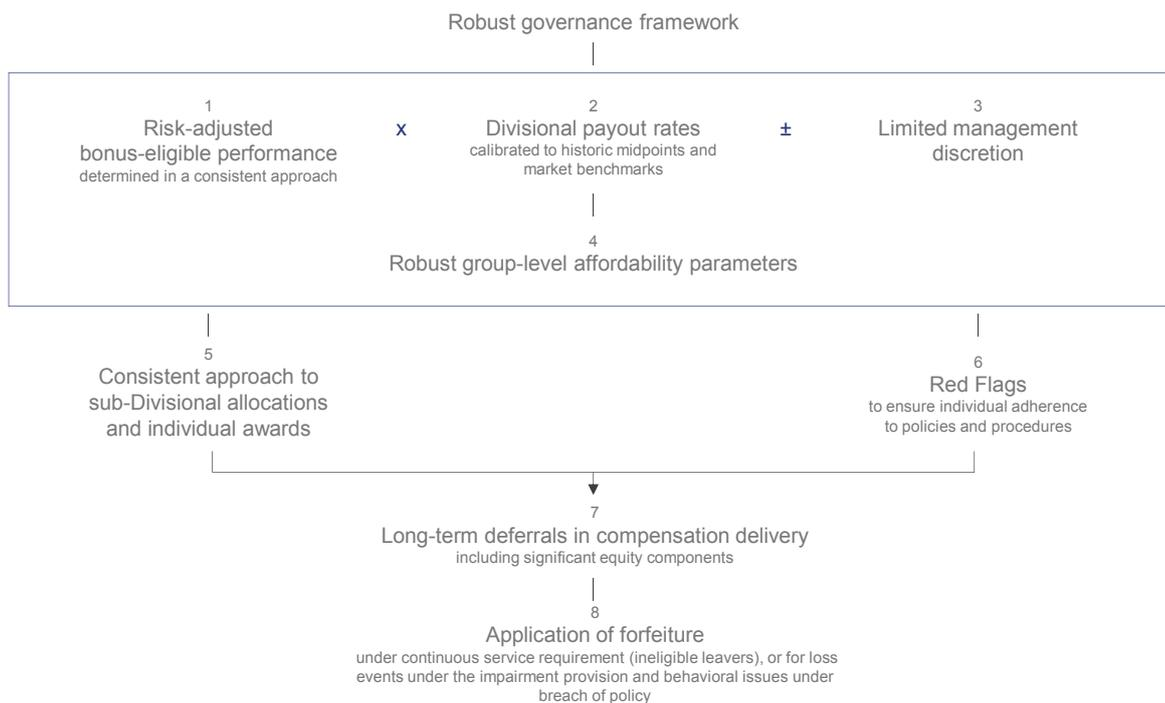 Robust governance framework
1
Risk-adjusted
bonus-eligible performance
determined in a consistent approach
x
2
Divisional payout rates
calibrated to historic midpoints and
market benchmarks
±
3
Limited management
discretion
4
Robust group-level affordability parameters
5
Consistent approach to
sub-Divisional allocations
and individual awards
6
Red Flags
to ensure individual adherence
to policies and procedures
7
Long-term deferrals in compensation delivery
including significant equity components
8
Application of forfeiture
under continuous service requirement (ineligible leavers), or for loss
events under the impairment provision and behavioral issues under
breach of policy